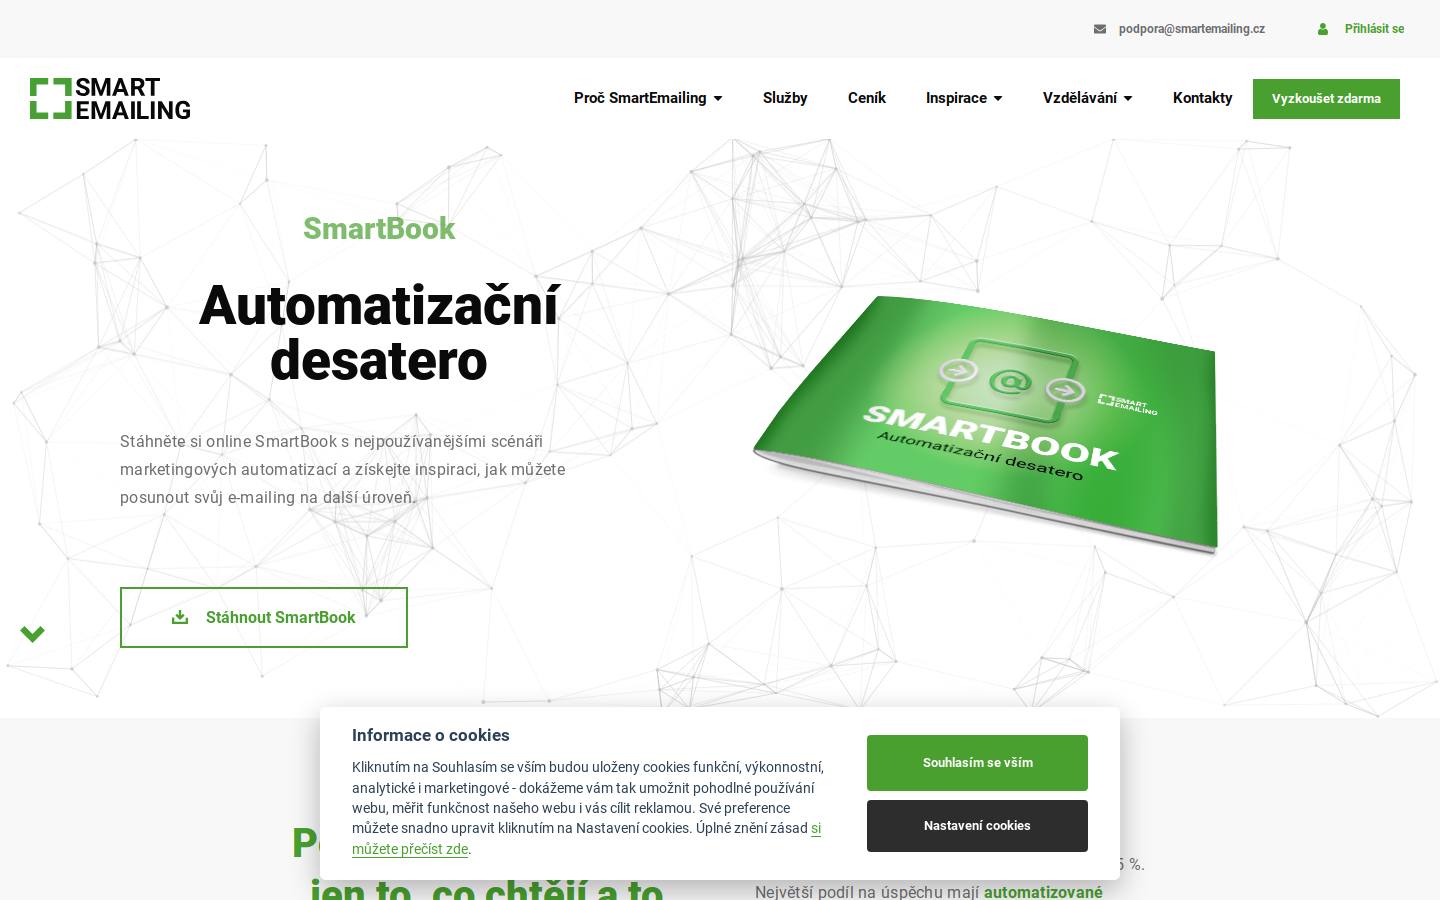 podpora@smartemailing.cz
Přihlásit se
SMART
EMAILING
Proč SmartEmailing
Služby
Ceník
Inspirace
Vzdělávání
Kontakty
Vyzkoušet zdarma
SmartBook
Automatizační
desatero
Stáhněte si online SmartBook s nejpoužívanějšími scénáři
marketingových automatizací a získejte inspiraci, jak můžete
posunout svůj e-mailing na další úroveň.
Stáhnout SmartBook
@
SMART
EMAILING
SMARTBOOK
Automatizační desatero
Informace o cookies
Kliknutím na Souhlasím se vším budou uloženy cookies funkční, výkonnostní,
analytické i marketingové - dokážeme vám tak umožnit pohodlné používání
webu, měřit funkčnost našeho webu i vás cílit reklamou. Své preference
můžete snadno upravit kliknutím na Nastavení cookies. Úplné znění zásad si
můžete přečíst zde.
Souhlasím se vším
Nastavení cookies
%.
jen to, co chtějí a to
Největší podíl na úspěchu mají automatizované